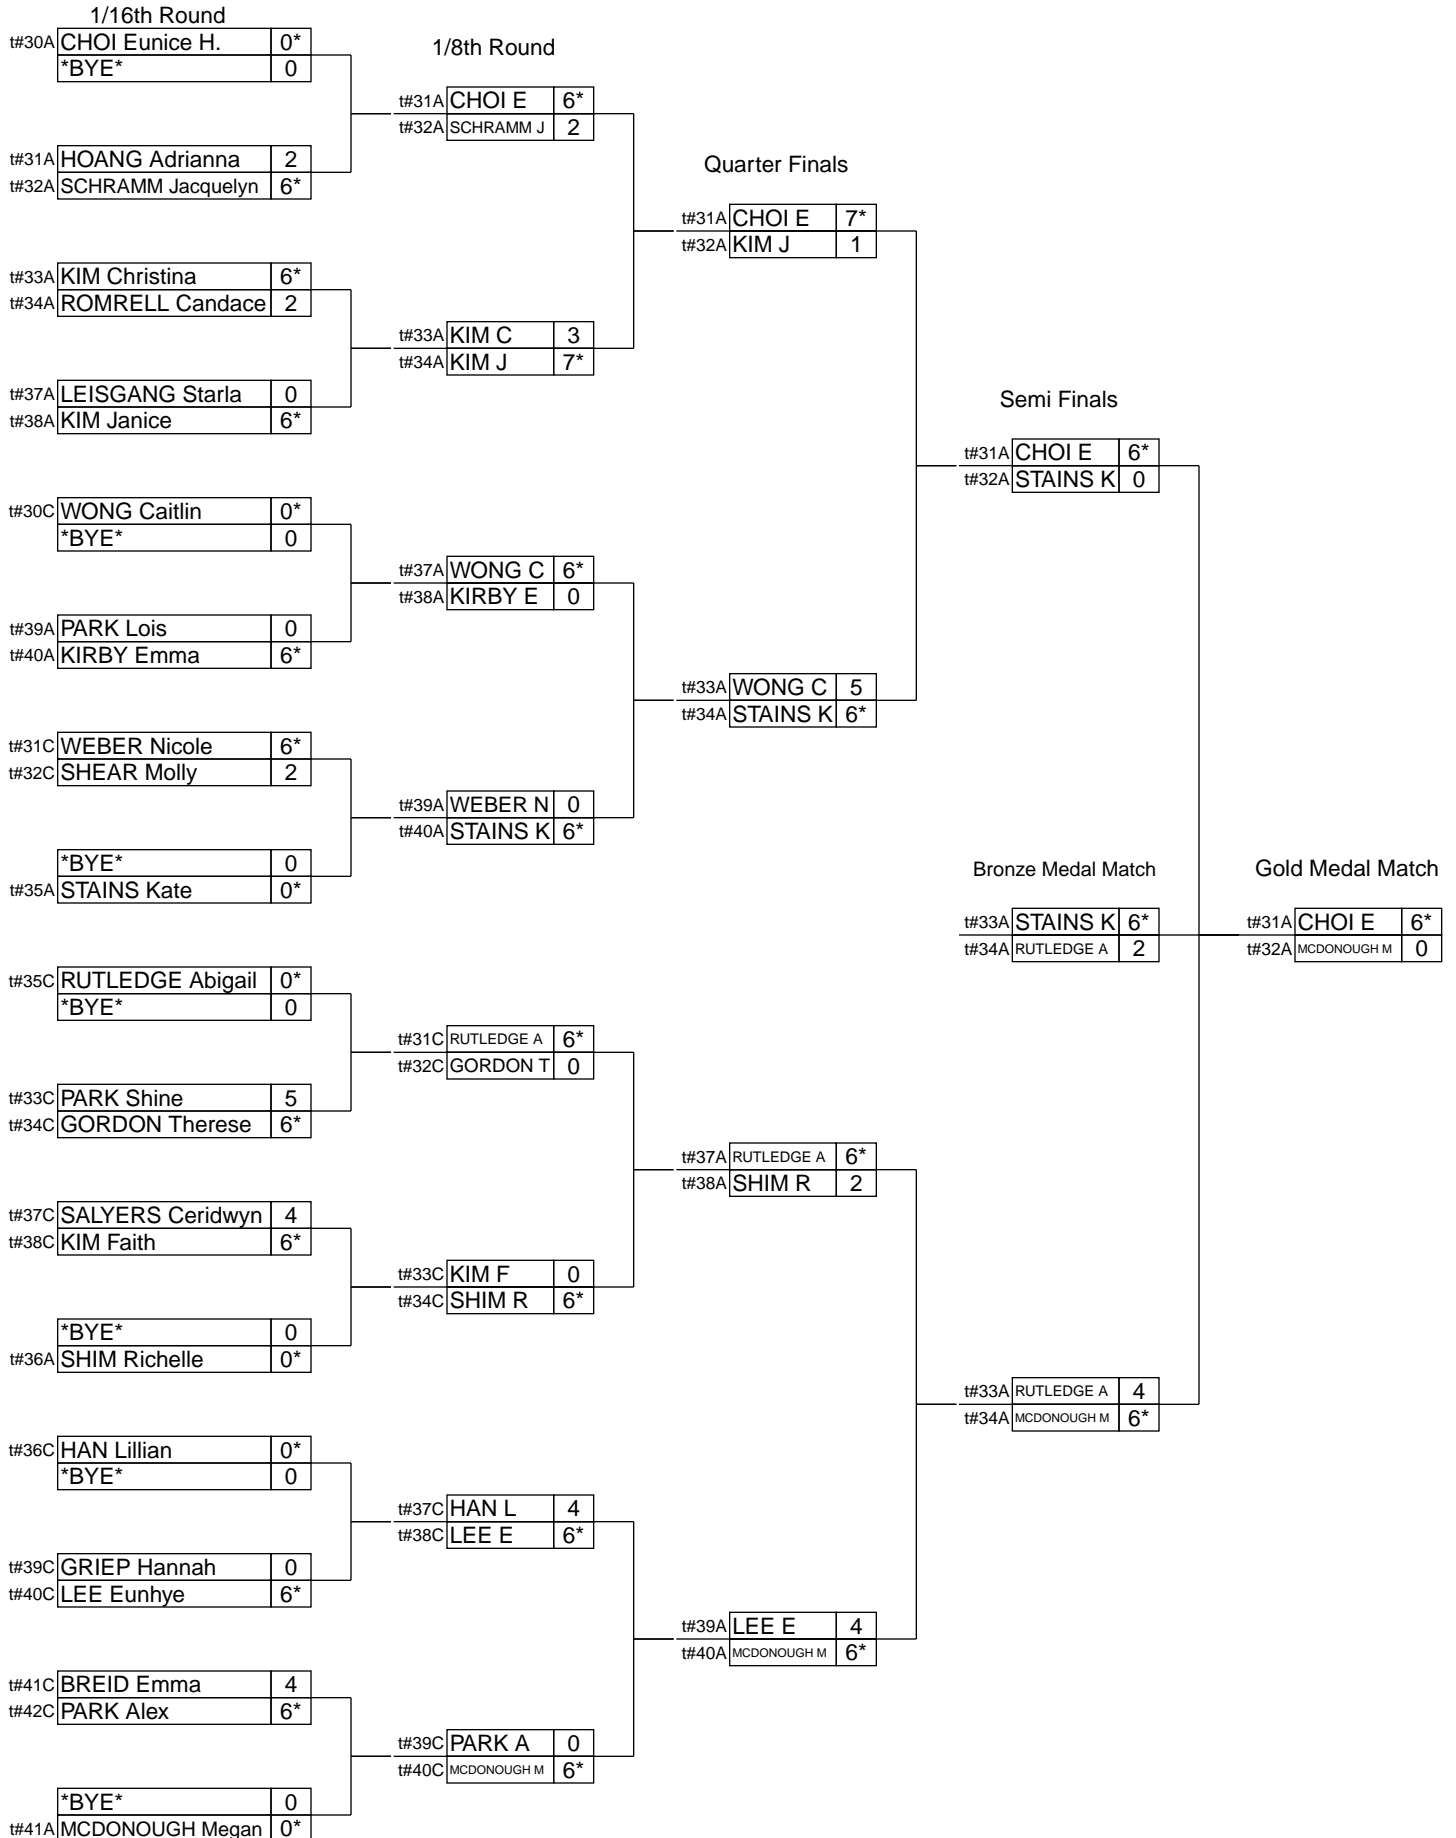 1/16th Round
t#30A CHOI Eunice H. 0*
*BYE* 0
t#31A HOANG Adrianna 2
t#32A SCHRAMM Jacquelyn 6*
t#33A KIM Christina 6*
t#34A ROMRELL Candace 2
t#37A LEISGANG Starla 0
t#38A KIM Janice 6*
t#30C WONG Caitlin 0*
*BYE* 0
t#39A PARK Lois 0
t#40A KIRBY Emma 6*
t#31C WEBER Nicole 6*
t#32C SHEAR Molly 2
*BYE* 0
t#35A STAINS Kate 0*
t#35C RUTLEDGE Abigail 0*
*BYE* 0
t#33C PARK Shine 5
t#34C GORDON Therese 6*
t#37C SALYERS Ceridwyn 4
t#38C KIM Faith 6*
*BYE* 0
t#36A SHIM Richelle 0*
t#36C HAN Lillian 0*
*BYE* 0
t#39C GRIEP Hannah 0
t#40C LEE Eunhye 6*
t#41C BREID Emma 4
t#42C PARK Alex 6*
*BYE* 0
t#41A MCDONOUGH Megan 0*
1/8th Round
t#31A CHOI E 6*
t#32A SCHRAMM J 2
t#33A KIM C 3
t#34A KIM J 7*
t#37A WONG C 6*
t#38A KIRBY E 0
t#39A WEBER N 0
t#40A STAINS K 6*
t#31C RUTLEDGE A 6*
t#32C GORDON T 0
t#33C KIM F 0
t#34C SHIM R 6*
t#37C HAN L 4
t#38C LEE E 6*
t#39C PARK A 0
t#40C MCDONOUGH M 6*
Quarter Finals
t#31A CHOI E 7*
t#32A KIM J 1
t#33A WONG C 5
t#34A STAINS K 6*
t#37A RUTLEDGE A 6*
t#38A SHIM R 2
t#39A LEE E 4
t#40A MCDONOUGH M 6*
Semi Finals
t#31A CHOI E 6*
t#32A STAINS K 0
t#33A RUTLEDGE A 4
t#34A MCDONOUGH M 6*
Bronze Medal Match
t#33A STAINS K 6*
t#34A RUTLEDGE A 2
Gold Medal Match
t#31A CHOI E 6*
t#32A MCDONOUGH M 0